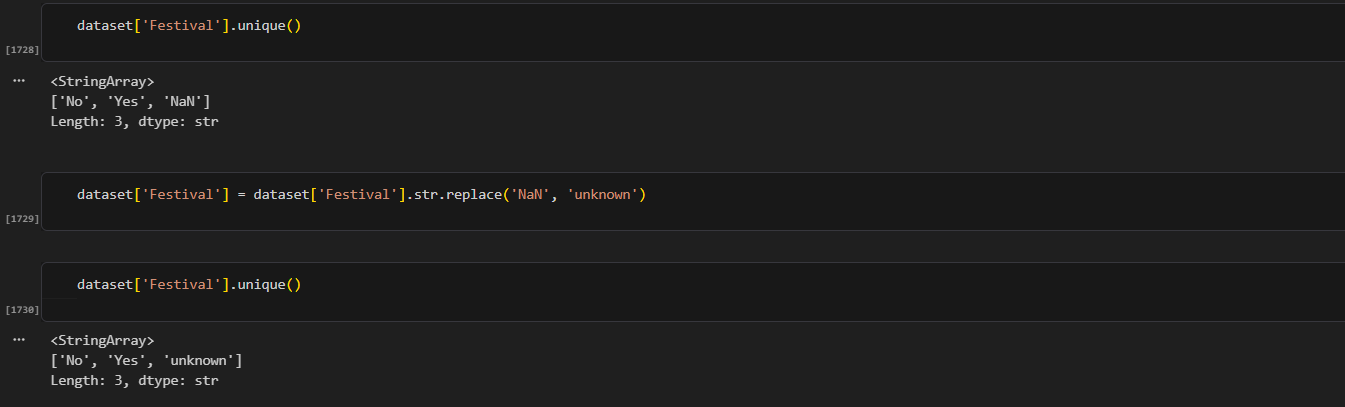 dataset['Festival'].unique()
[1728]
...
<StringArray>
['No', 'Yes', 'NaN']
Length: 3, dtype: str
dataset['Festival'] = dataset['Festival'].str.replace('NaN', 'unknown')
[1729]
dataset['Festival'].unique()
[1730]
...
<StringArray>
['No', 'Yes', 'unknown']
Length: 3, dtype: str